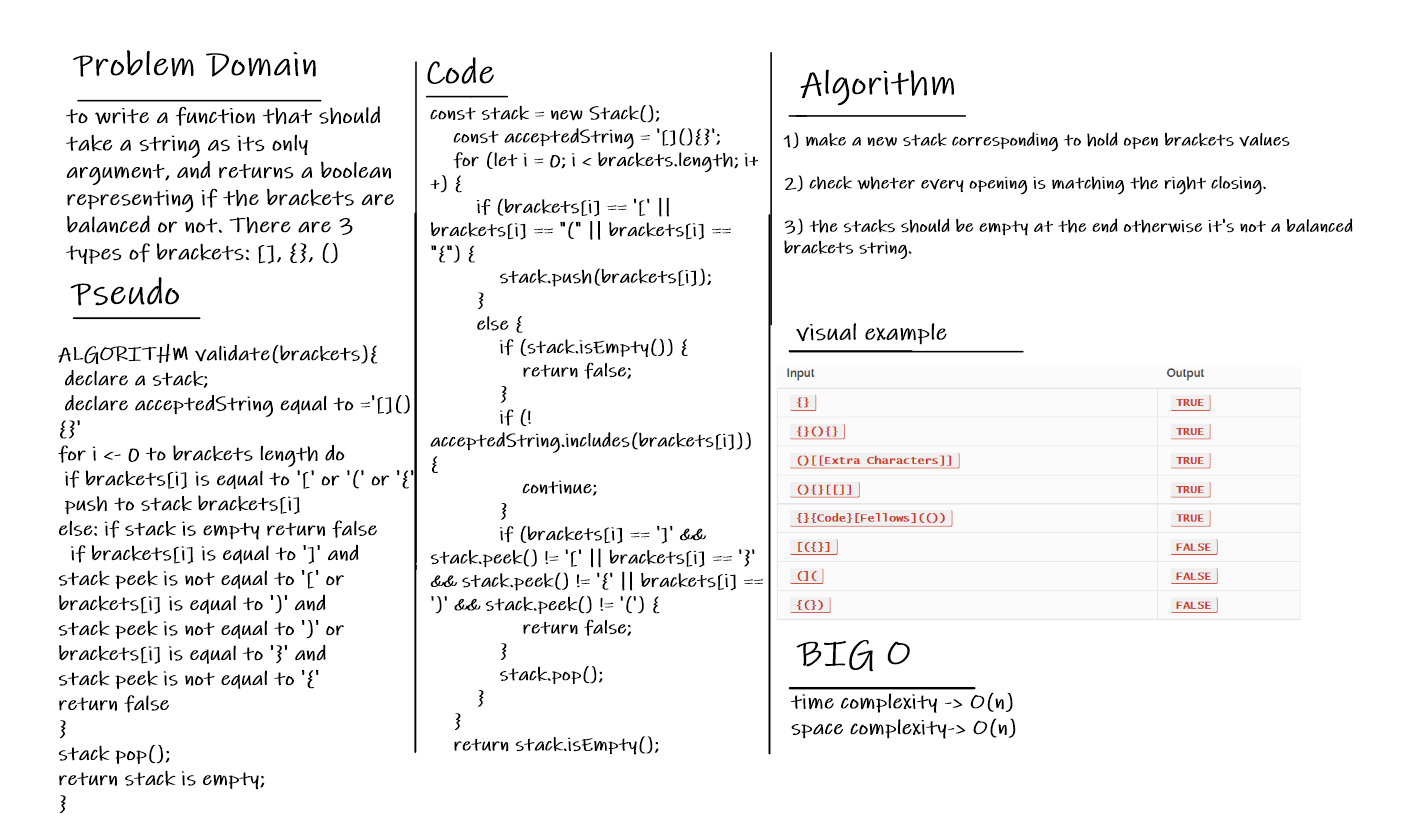 Problem Domain
to write a function that should
take a string as its only
argument, and returns a boolean
representing if the brackets are
balanced or not. There are 3
types of brackets: [], {}, ()
Pseudo
ALGORITHM validate(brackets){
declare a stack;
declare acceptedString equal to ='[]()
{}'
for i <- 0 to brackets length do
if brackets[i] is equal to '[' or '(' or '{'
push to stack brackets[i]
else: if stack is empty return false
if brackets[i] is equal to ']' and
stack peek is not equal to '[' or
brackets[i] is equal to ')' and
stack peek is not equal to ')' or
brackets[i] is equal to '}' and
stack peek is not equal to '{'
return false
}
stack pop();
return stack is empty;
}
Code
const stack = new Stack();
const acceptedString = '[](){}';
for (let i = 0; i < brackets.length; i+
+) {
if (brackets[i] == '[' ||
brackets[i] == "(" || brackets[i] ==
"{") {
stack.push(brackets[i]);
}
else {
if (stack.isEmpty()) {
return false;
}
if (!
acceptedString.includes(brackets[i]))
{
continue;
}
if (brackets[i] == ']' &&
stack.peek() != '[' || brackets[i] == '}'
&& stack.peek() != '{' || brackets[i] ==
')' && stack.peek() != '(') {
return false;
}
stack.pop();
}
}
return stack.isEmpty();
Algorithm
1) make a new stack corresponding to hold open brackets values
2) check wheter every opening is matching the right closing.
3) the stacks should be empty at the end otherwise it's not a balanced
brackets string.
visual example
Input Output
{} TRUE
{}(){} TRUE
()[[Extra Characters]] TRUE
(){}[[]] TRUE
{}{Code}[Fellows](()) TRUE
[({}] FALSE
(]( FALSE
{(}) FALSE
BIG O
time complexity -> O(n)
space complexity-> O(n)